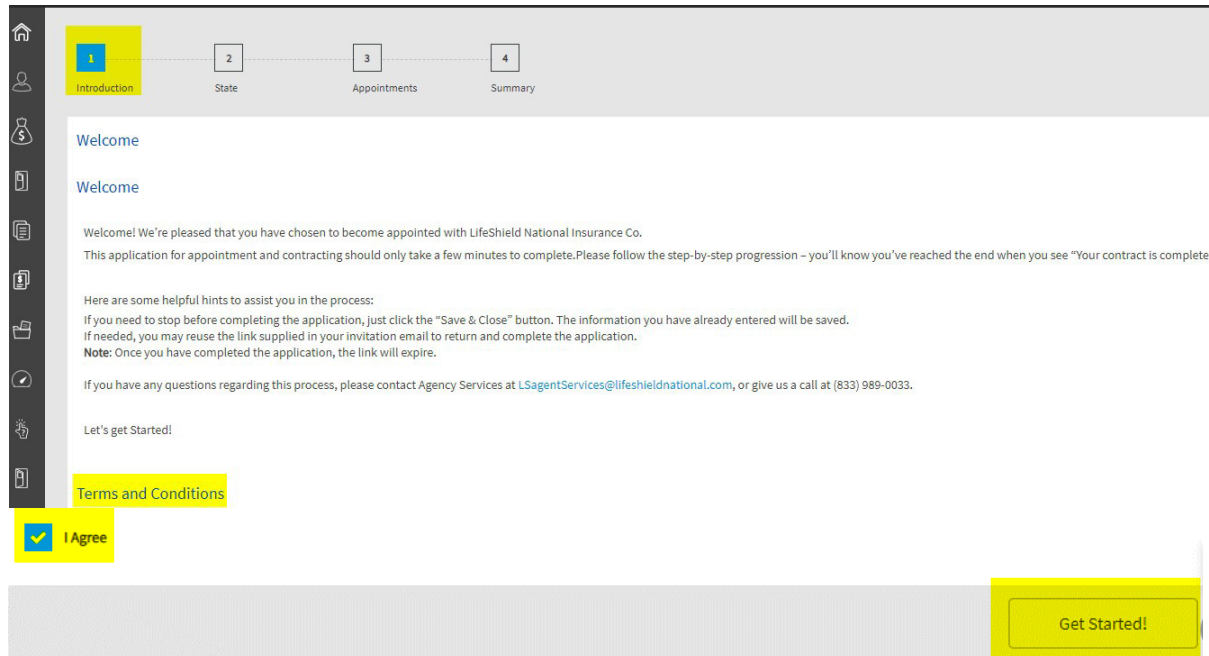 1
2
3
4
Introduction
State
Appointments
Summary
Welcome
Welcome
Welcome! We're pleased that you have chosen to become appointed with LifeShield National Insurance Co.
This application for appointment and contracting should only take a few minutes to complete.Please follow the step-by-step progression – you'll know you've reached the end when you see “Your contract is complete
Here are some helpful hints to assist you in the process:
If you need to stop before completing the application, just click the “Save & Close” button. The information you have already entered will be saved.
If needed, you may reuse the link supplied in your invitation email to return and complete the application.
Note: Once you have completed the application, the link will expire.
If you have any questions regarding this process, please contact Agency Services at LSagentServices@lifeshieldnational.com, or give us a call at (833) 989-0033.
Let's get Started!
Terms and Conditions
I Agree
Get Started!